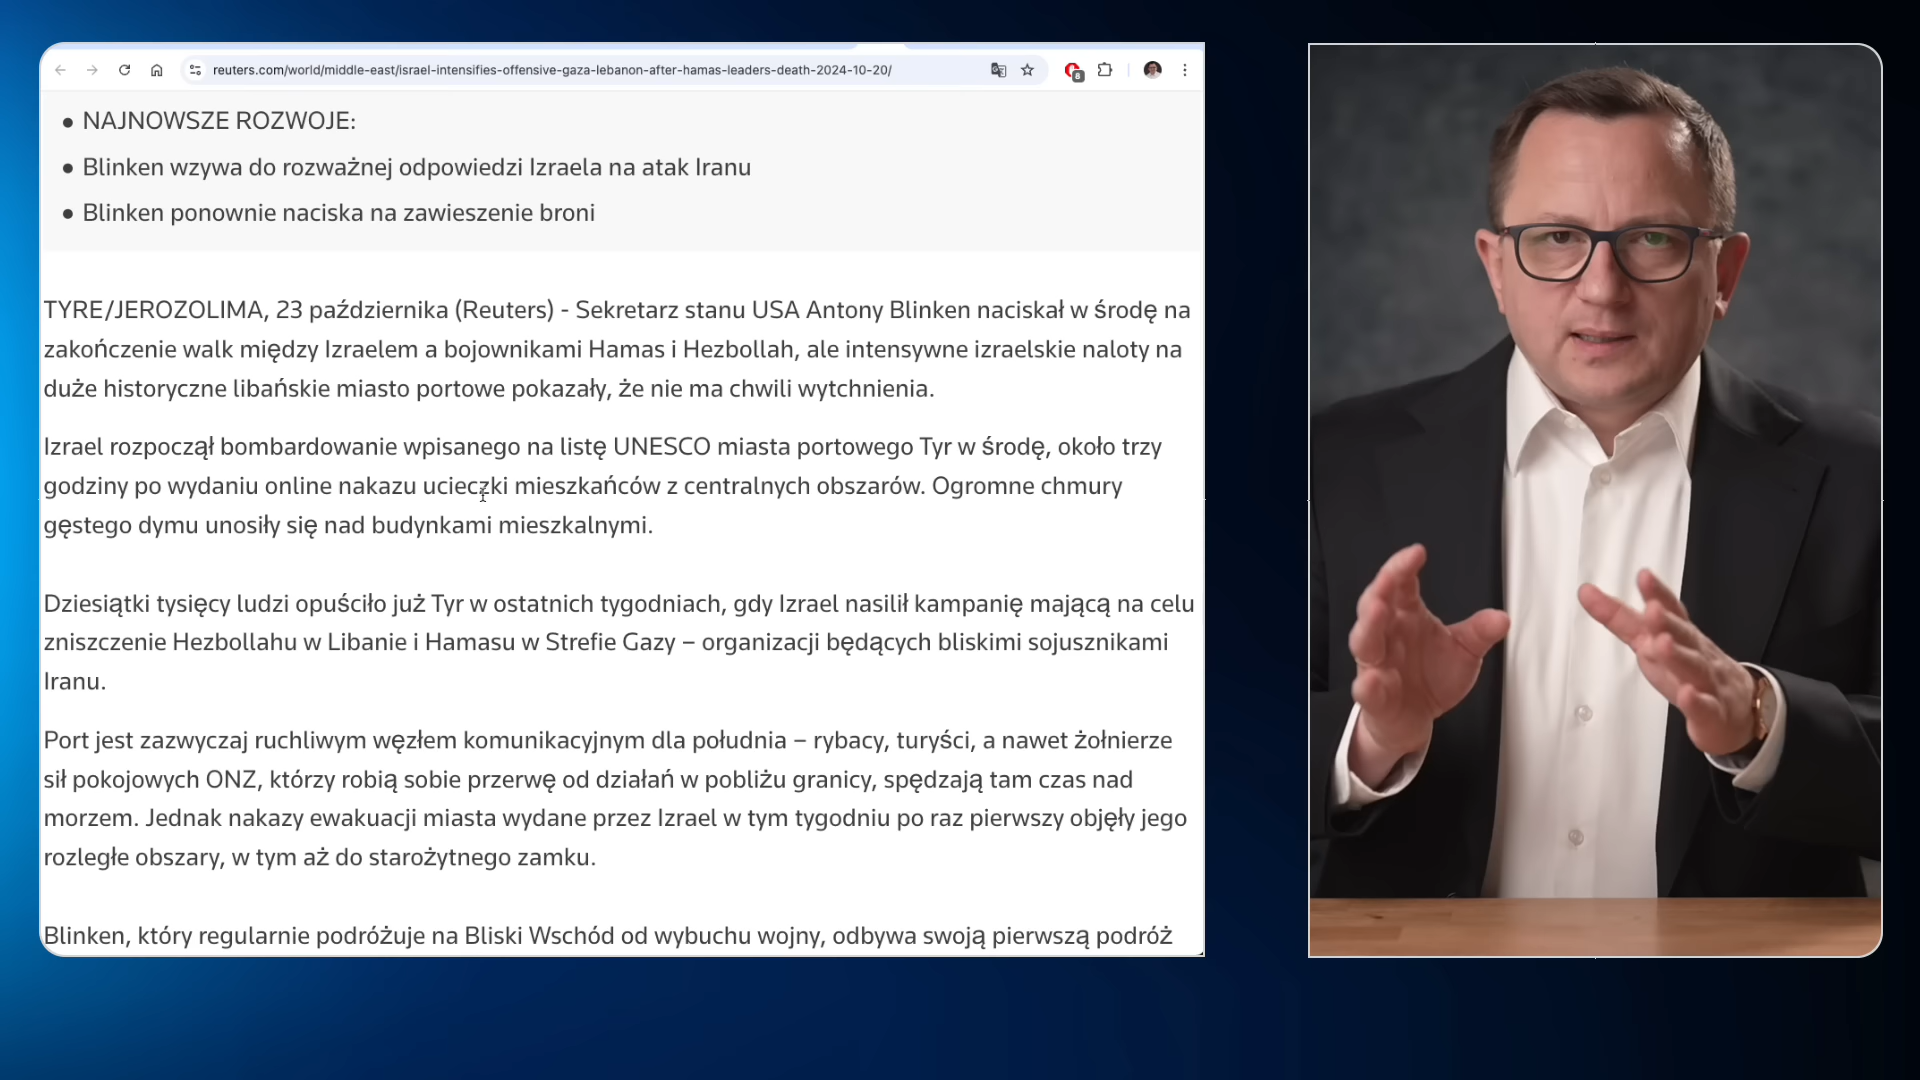 reuters.com/world/middle-east/israel-intensifies-offensive-gaza-lebanon-after-hamas-leaders-death-2024-10-20/
8
NAJNOWSZE ROZWOJE:
Blinken wzywa do rozważnej odpowiedzi Izraela na atak Iranu
Blinken ponownie naciska na zawieszenie broni
TYRE/JEROZOLIMA, 23 października (Reuters) - Sekretarz stanu USA Antony Blinken naciskał w środę na
zakończenie walk między Izraelem a bojownikami Hamas i Hezbollah, ale intensywne izraelskie naloty na
duże historyczne libańskie miasto portowe pokazały, że nie ma chwili wytchnienia.
Izrael rozpoczął bombardowanie wpisanego na listę UNESCO miasta portowego Tyr w środę, około trzy
godziny po wydaniu online nakazu ucieczki mieszkańców z centralnych obszarów. Ogromne chmury
gęstego dymu unosiły się nad budynkami mieszkalnymi.
Dziesiątki tysięcy ludzi opuściło już Tyr w ostatnich tygodniach, gdy Izrael nasilił kampanię mającą na celu
zniszczenie Hezbollahu w Libanie i Hamasu w Strefie Gazy – organizacji będących bliskimi sojusznikami
Iranu.
Port jest zazwyczaj ruchliwym węzłem komunikacyjnym dla południa – rybacy, turyści, a nawet żołnierze
sił pokojowych ONZ, którzy robią sobie przerwę od działań w pobliżu granicy, spędzają tam czas nad
morzem. Jednak nakazy ewakuacji miasta wydane przez Izrael w tym tygodniu po raz pierwszy objęły jego
rozległe obszary, w tym aż do starożytnego zamku.
Blinken, który regularnie podróżuje na Bliski Wschód od wybuchu wojny, odbywa swoją pierwszą podróż